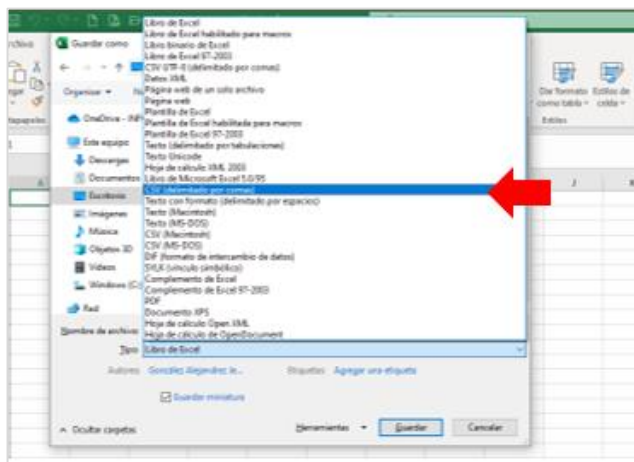 Libro de Excel
Libro de Excel habilitado para macros
Libro binario de Excel
Libro de Excel 97-2003
CSV UTF-8 (delimitado por comas)
Datos XML
Página web de un solo archivo
Página web
Plantilla de Excel
Plantilla de Excel habilitada para macros
Plantilla de Excel 97-2003
Texto (delimitado por tabulaciones)
Texto Unicode
Hoja de cálculo XML 2003
Libro de Microsoft Excel 5.0/95
CSV (delimitado por comas)
Texto con formato (delimitado por espacios)
Texto (Macintosh)
Texto (MS-DOS)
CSV (Macintosh)
CSV (MS-DOS)
DIF (formato de intercambio de datos)
SYLK (vínculo simbólico)
Complemento de Excel
Complemento de Excel 97-2003
PDF
Documento XPS
Hoja de cálculo Open XML
Hoja de cálculo de OpenDocument
Guardar como
Organizar
OneDrive - INF
Este equipo
Descargas
Documentos
Escritorio
Imágenes
Música
Objetos 3D
Vídeos
Windows (C:)
Red
Nombre de archivo
Tipo Libro de Excel
Autores González Alejandrez Je... Etiquetas Agregar una etiqueta
Guardar miniatura
Ocultar carpetas Herramientas Guardar Cancelar
Dar formato Estilos de
como tabla celda
Estilos
A J